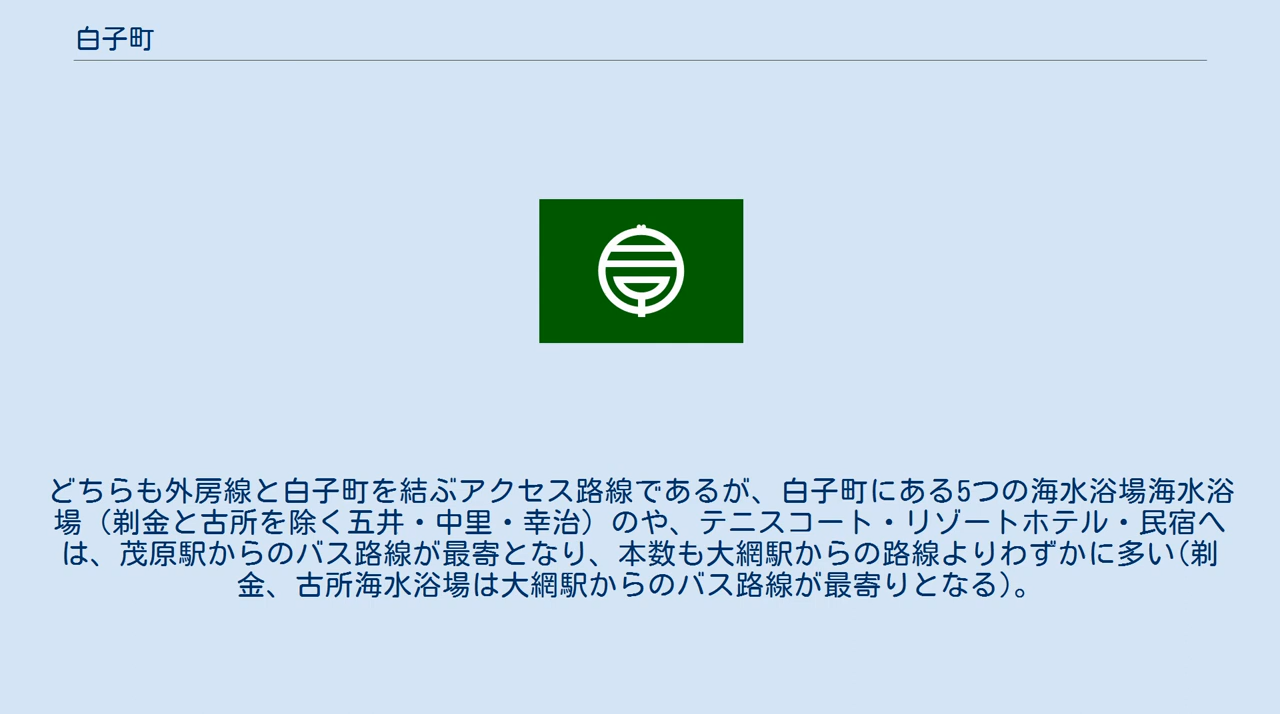 白子町
どちらも外房線と白子町を結ぶアクセス路線であるが、白子町にある5つの海水浴場海水浴
場（剃金と古所を除く五井・中里・幸治）のや、テニスコート・リゾートホテル・民宿へ
は、茂原駅からのバス路線が最寄となり、本数も大網駅からの路線よりわずかに多い(剃
金、古所海水浴場は大網駅からのバス路線が最寄りとなる)。